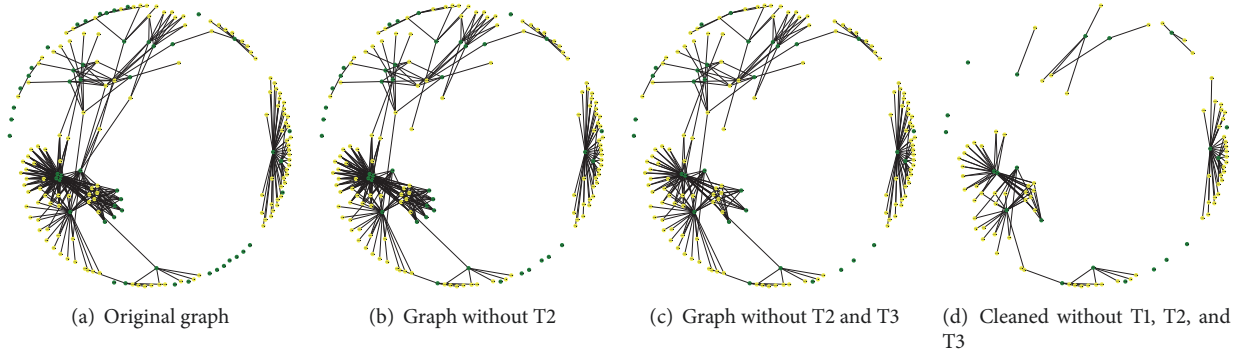 (a) Original graph
(b) Graph without T2
(c) Graph without T2 and T3
(d) Cleaned without T1, T2, and
T3